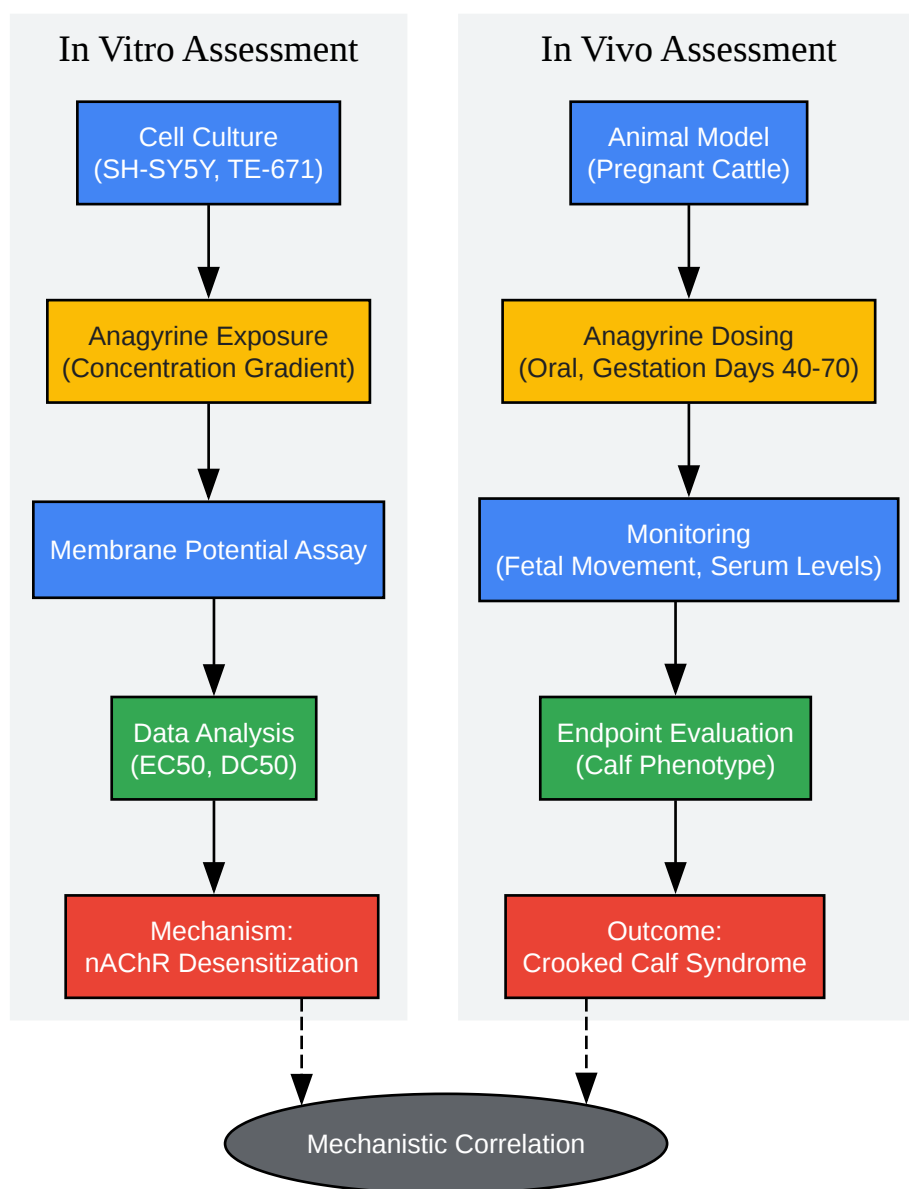 In Vitro Assessment
Cell Culture
(SH-SY5Y, TE-671)
Anagyrine Exposure
(Concentration Gradient)
Membrane Potential Assay
Data Analysis
(EC50, DC50)
Mechanism:
nAChR Desensitization
In Vivo Assessment
Animal Model
(Pregnant Cattle)
Anagyrine Dosing
(Oral, Gestation Days 40-70)
Monitoring
(Fetal Movement, Serum Levels)
Endpoint Evaluation
(Calf Phenotype)
Outcome:
Crooked Calf Syndrome
Mechanistic Correlation